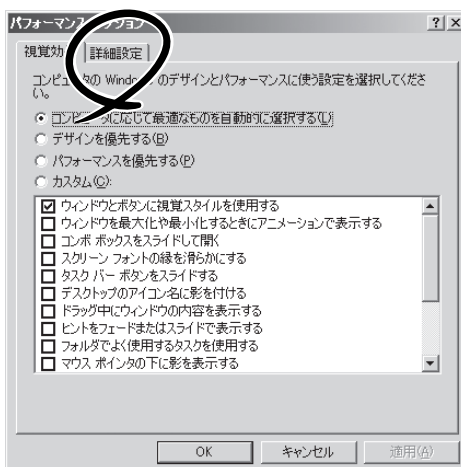 パフォーマンス
視覚効
詳細設定
コンピュータの Windo のデザインとパフォーマンスに使う設定を選択してくださ
い。
コンピュータに応じて最適なものを自動的に選択する(L)
デザインを優先する(B)
パフォーマンスを優先する(P)
カスタム(C):
ウィンドウとボタンに視覚スタイルを使用する
ウィンドウを最大化や最小化するときにアニメーションで表示する
コンボ ボックスをスライドして開く
スクリーン フォントの縁を滑らかにする
タスク バー ボタンをスライドする
デスクトップのアイコン名に影を付ける
ドラッグ中にウィンドウの内容を表示する
ヒントをフェードまたはスライドで表示する
フォルダでよく使用するタスクを使用する
マウス ポインタの下に影を表示する
OK
キャンセル
適用(A)